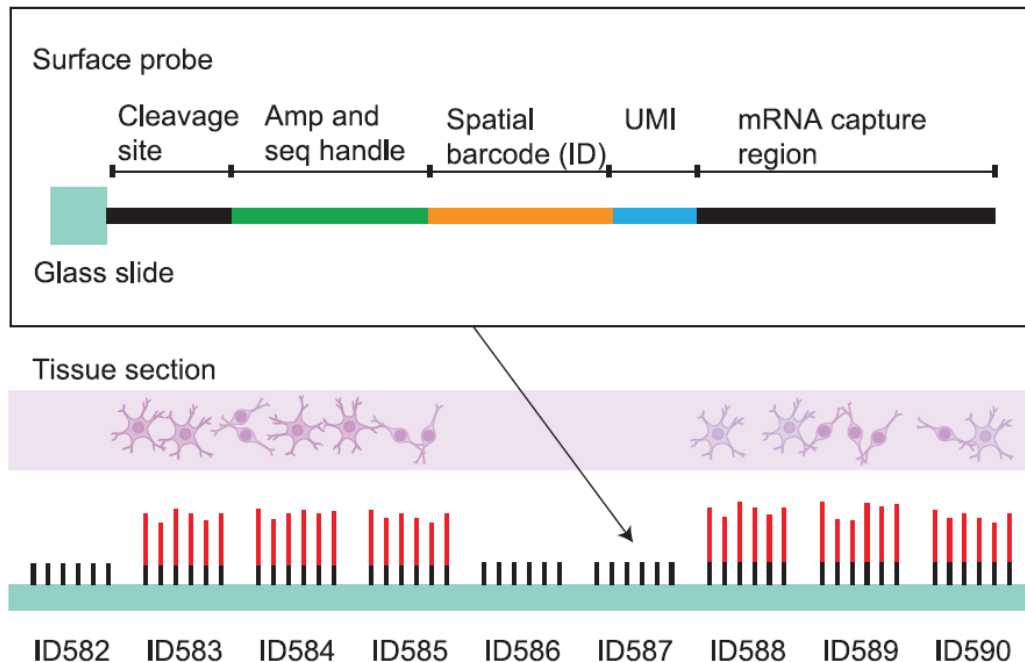 Surface probe
Cleavage site
Amp and seq handle
Spatial barcode (ID)
UMI
mRNA capture region
Glass slide
Tissue section
ID582 ID583 ID584 ID585 ID586 ID587 ID588 ID589 ID590